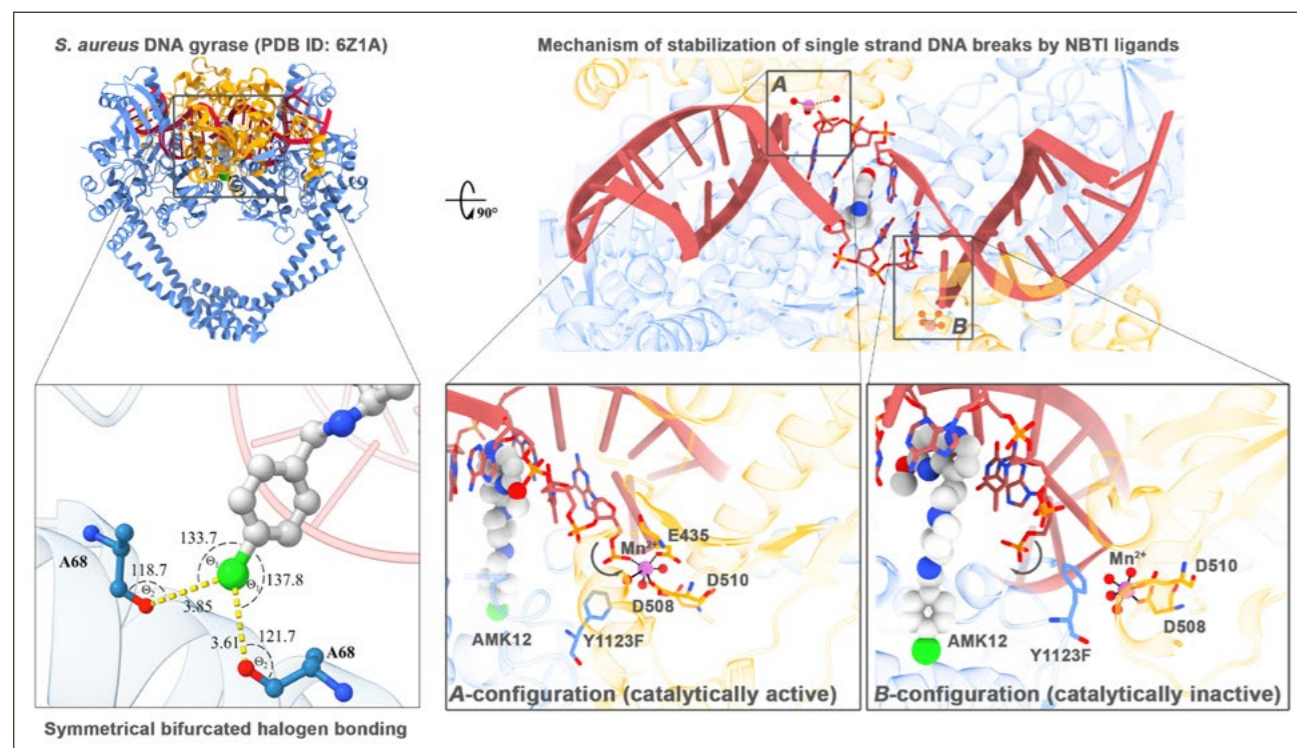 S. aureus DNA gyrase (PDB ID: 6Z1A)
Mechanism of stabilization of single strand DNA breaks by NBTI ligands
A
90°
B
133.7
A68
118.7
Θ₁
Θ₁
137.8
Θ₂
3.85
3.61
121.7
Θ₂
A68
Symmetrical bifurcated halogen bonding
E435
Mn²⁺
D510
D508
AMK12
Y1123F
A-configuration (catalytically active)
Mn²⁺
D510
D508
AMK12
Y1123F
B-configuration (catalytically inactive)